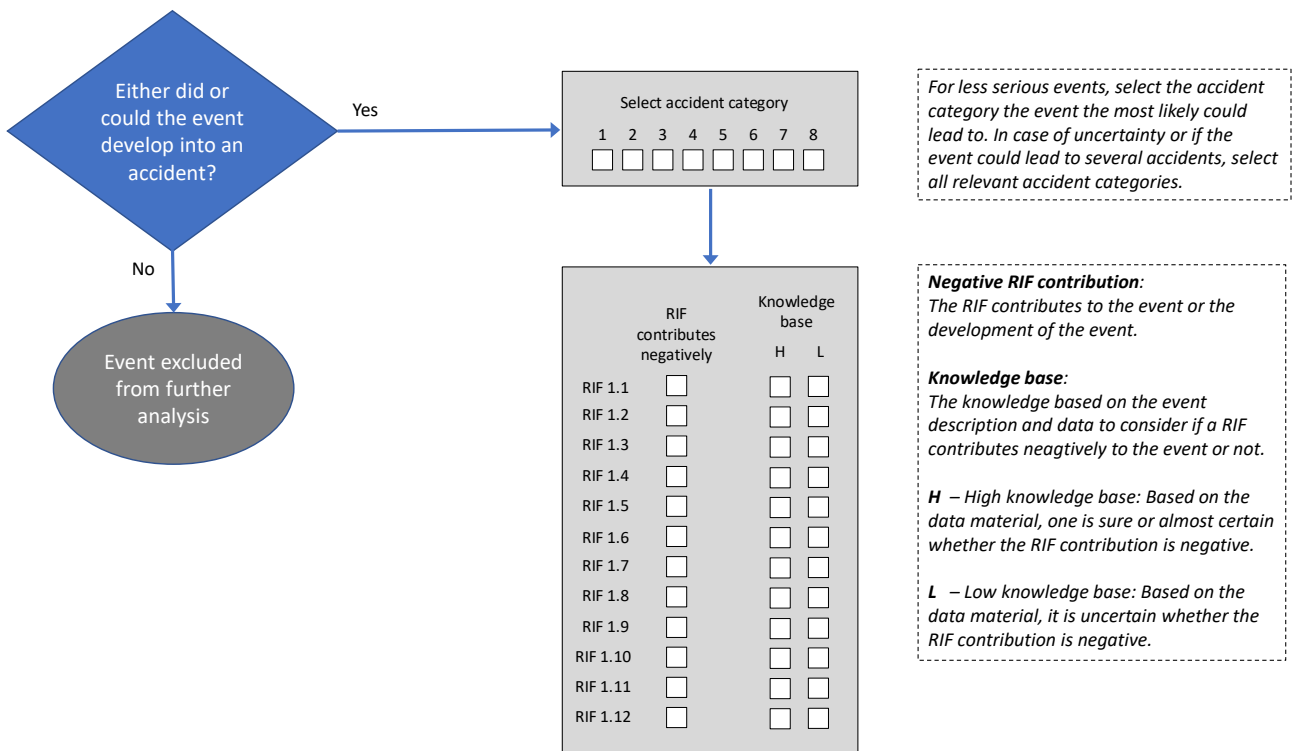 Either did or
could the event
develop into an
accident?
Yes
No
Event excluded
from further
analysis
Select accident category
1 2 3 4 5 6 7 8
For less serious events, select the accident
category the event the most likely could
lead to. In case of uncertainty or if the
event could lead to several accidents, select
all relevant accident categories.
RIF
contributes
negatively
Knowledge
base
H L
RIF 1.1
RIF 1.2
RIF 1.3
RIF 1.4
RIF 1.5
RIF 1.6
RIF 1.7
RIF 1.8
RIF 1.9
RIF 1.10
RIF 1.11
RIF 1.12
Negative RIF contribution:
The RIF contributes to the event or the
development of the event.
Knowledge base:
The knowledge based on the event
description and data to consider if a RIF
contributes neagtively to the event or not.
H – High knowledge base: Based on the
data material, one is sure or almost certain
whether the RIF contribution is negative.
L – Low knowledge base: Based on the
data material, it is uncertain whether the
RIF contribution is negative.